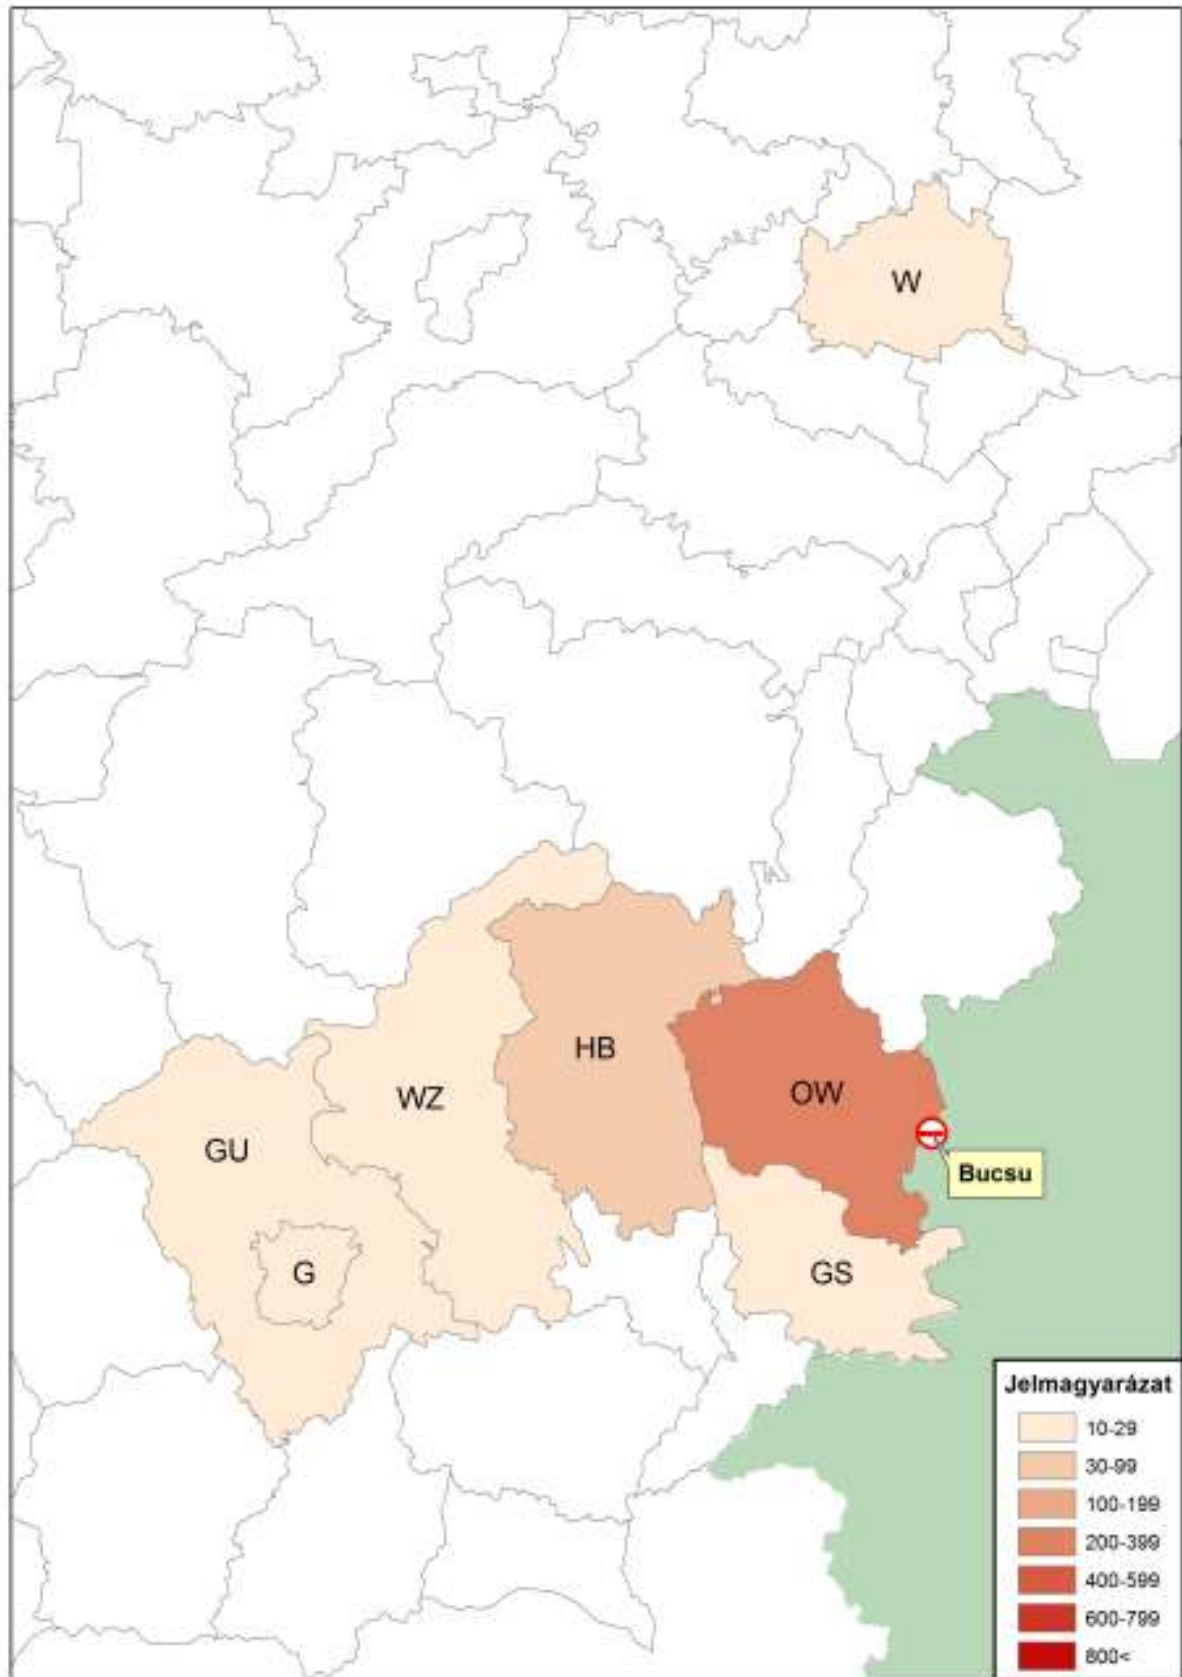 W
HB
OW
WZ
GU
Bucsu
G
GS
Jelmagyarázat
10-29
30-99
100-199
200-399
400-599
600-799
800<